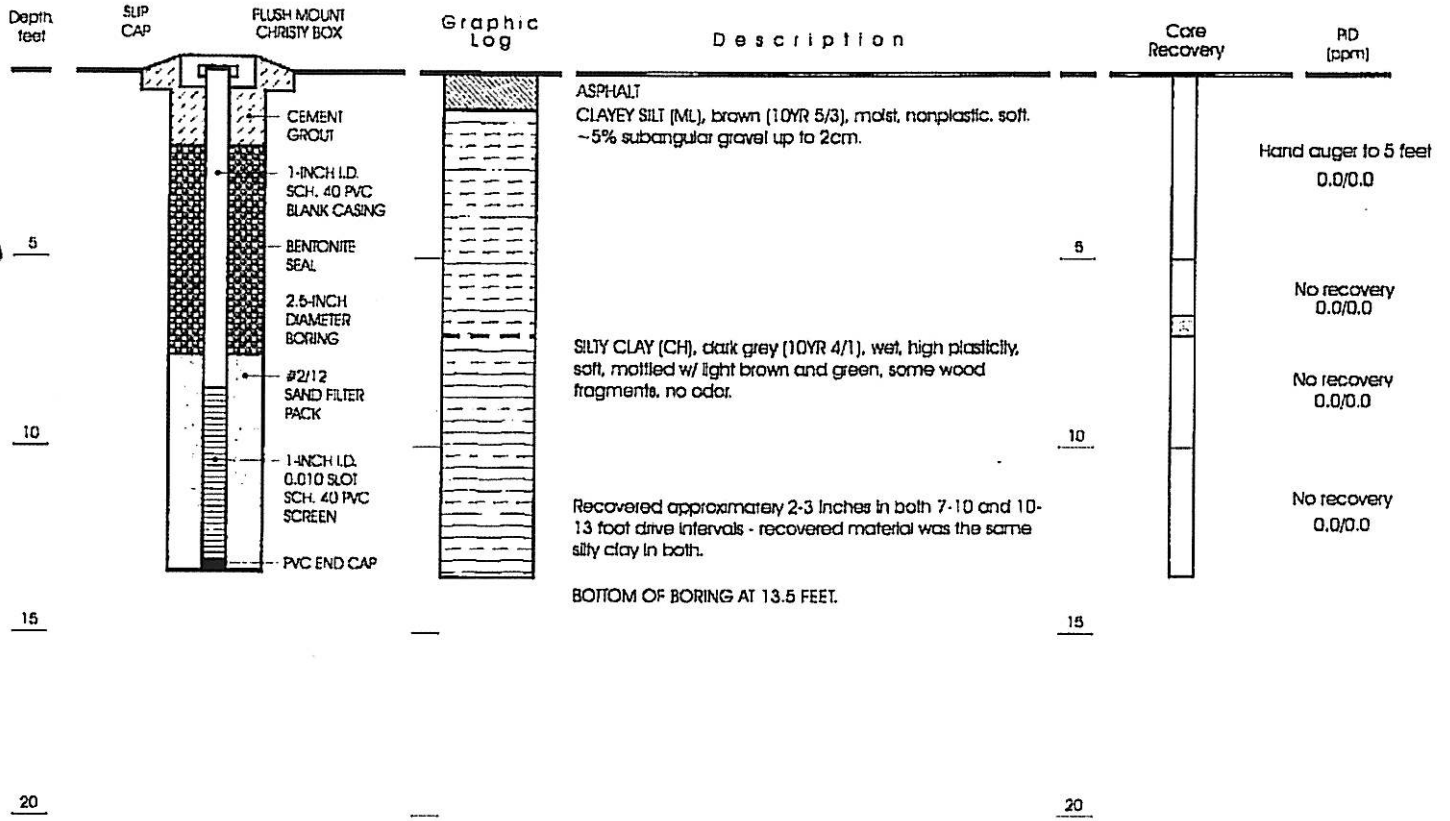 Depth
feet
SLIP
CAP
FLUSH MOUNT
CHRISTY BOX
Graphic
Log
Description
Core
Recovery
PID
(ppm)
CEMENT
GROUT
1-INCH I.D.
SCH. 40 PVC
BLANK CASING
BENTONITE
SEAL
2.5-INCH
DIAMETER
BORING
#2/12
SAND FILTER
PACK
1-INCH I.D.
0.010 SLOT
SCH. 40 PVC
SCREEN
PVC END CAP
5
10
15
20
ASPHALT
CLAYEY SILT (ML), brown (10YR 5/3), moist, nonplastic, soft.
~5% subangular gravel up to 2cm.
SILTY CLAY (CH), dark grey (10YR 4/1), wet, high plasticity,
soft, mottled w/ light brown and green, some wood
fragments, no odor.
Recovered approximately 2-3 inches in both 7-10 and 10-
13 foot drive intervals - recovered material was the same
silty clay in both.
BOTTOM OF BORING AT 13.5 FEET.
5
10
15
20
Hand auger to 5 feet
0.0/0.0
No recovery
0.0/0.0
No recovery
0.0/0.0
No recovery
0.0/0.0